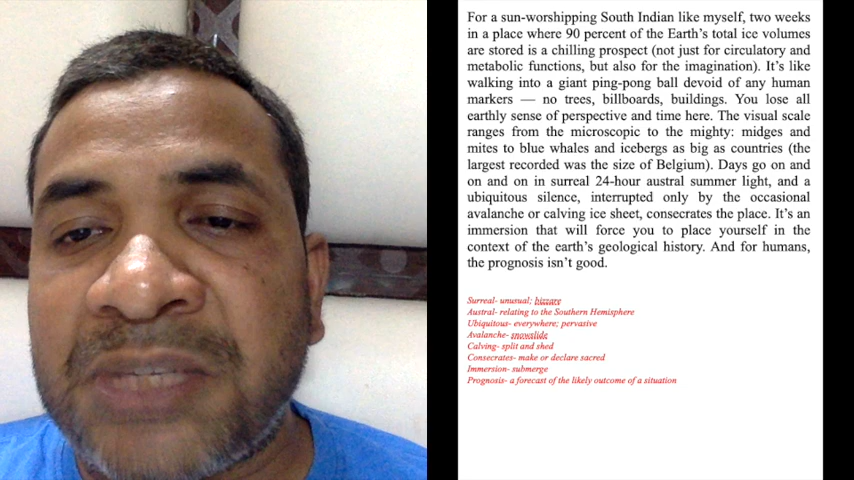 For a sun-worshipping South Indian like myself, two weeks
in a place where 90 percent of the Earth's total ice volumes
are stored is a chilling prospect (not just for circulatory and
metabolic functions, but also for the imagination). It's like
walking into a giant ping-pong ball devoid of any human
markers — no trees, billboards, buildings. You lose all
earthly sense of perspective and time here. The visual scale
ranges from the microscopic to the mighty: midges and
mites to blue whales and icebergs as big as countries (the
largest recorded was the size of Belgium). Days go on and
on and on in surreal 24-hour austral summer light, and a
ubiquitous silence, interrupted only by the occasional
avalanche or calving ice sheet, consecrates the place. It's an
immersion that will force you to place yourself in the
context of the earth's geological history. And for humans,
the prognosis isn't good.
Surreal- unusual; bizzare
Austral- relating to the Southern Hemisphere
Ubiquitous- everywhere; pervasive
Avalanche- snowslide
Calving- split and shed
Consecrates- make or declare sacred
Immersion- submerge
Prognosis- a forecast of the likely outcome of a situation